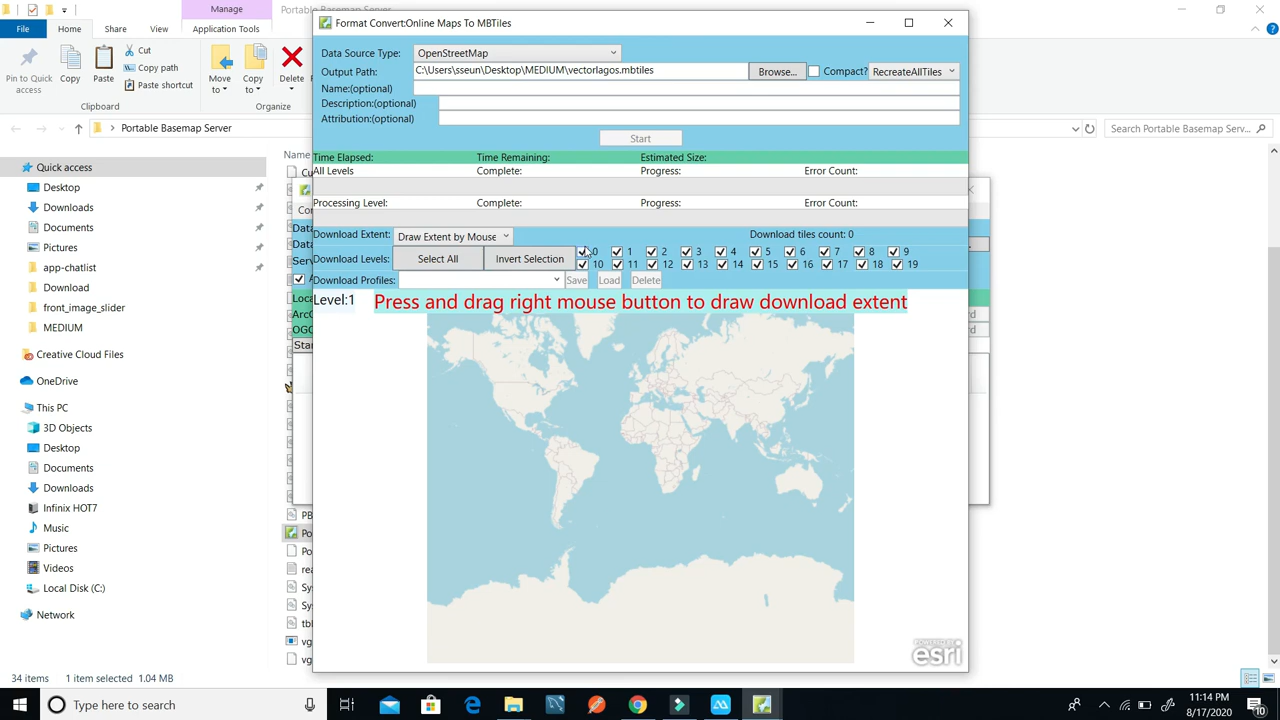 Manage
Portable Basemap Server
File
Home
Share
View
Application Tools
Pin to Quick access
Copy
Paste
Cut
Copy path
Paste shortcut
Move to
Copy to
Delete
Clipboard
Organize
Portable Basemap Server
Search Portable Basemap Serv...
Quick access
Desktop
Downloads
Documents
Pictures
app-chatlist
Download
front_image_slider
MEDIUM
Creative Cloud Files
OneDrive
This PC
3D Objects
Desktop
Documents
Downloads
Infinix HOT7
Music
Pictures
Videos
Local Disk (C:)
Network
Name
34 items
1 item selected 1.04 MB
Format Convert:Online Maps To MBTiles
Data Source Type:
OpenStreetMap
Output Path:
C:\Users\sseun\Desktop\MEDIUM\vectorlagos.mbtiles
Browse...
Compact?
RecreateAllTiles
Name:(optional)
Description:(optional)
Attribution:(optional)
Start
Time Elapsed: Time Remaining: Estimated Size:
All Levels Complete: Progress: Error Count:
Processing Level: Complete: Progress: Error Count:
Download Extent:
Draw Extent by Mouse
Download tiles count: 0
Download Levels:
Select All
Invert Selection
0 1 2 3 4 5 6 7 8 9
10 11 12 13 14 15 16 17 18 19
Download Profiles:
Save
Load
Delete
Level:1
Press and drag right mouse button to draw download extent
POWERED BY
esri
Type here to search
11:14 PM
8/17/2020
10